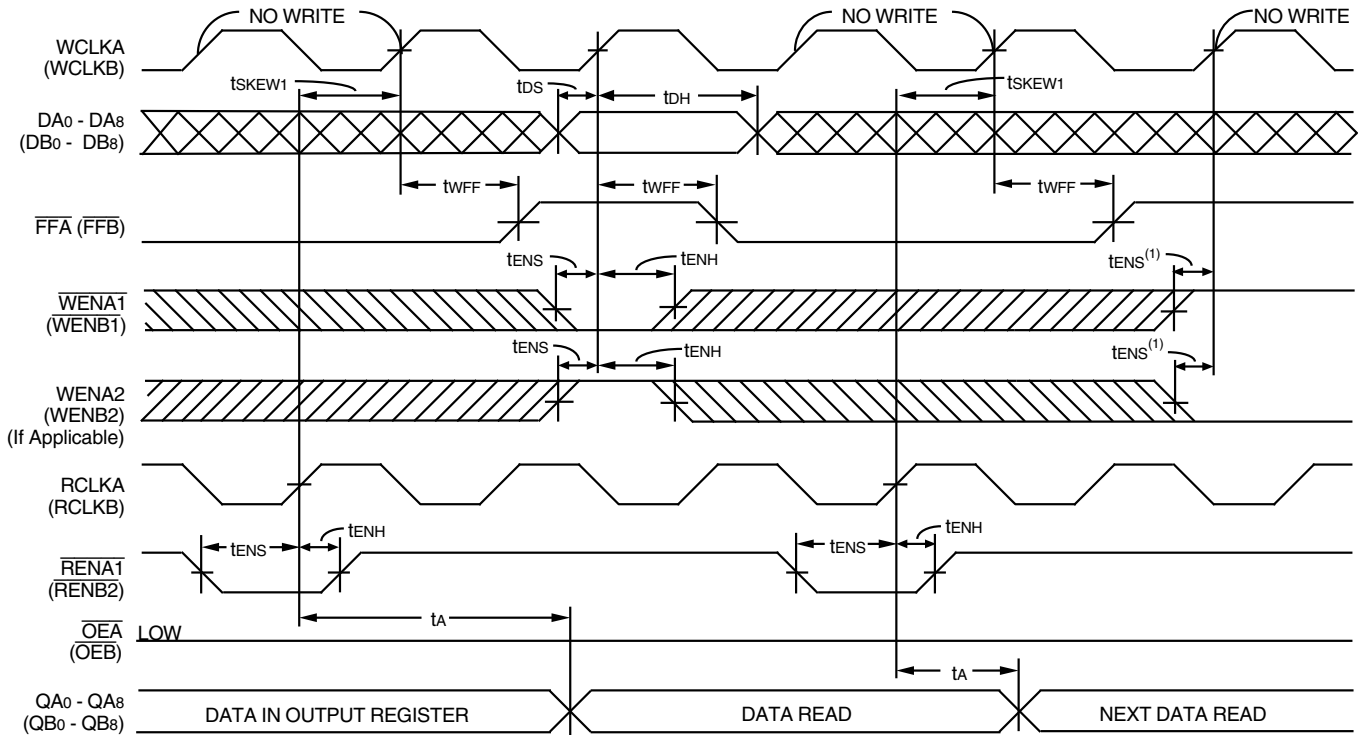 NO WRITE NO WRITE NO WRITE
WCLKA
(WCLKB)
tSKEW1 tDS tDH tSKEW1
DA0 - DA8
(DB0 - DB8)
tWFF tWFF tWFF
FFA (FFB)
tENS tENH tENS(1)
WENA1
(WENB1)
tENS tENH tENS(1)
WENA2
(WENB2)
(If Applicable)
RCLKA
(RCLKB)
tENS tENH tENS tENH
RENA1
(RENB2)
tA
OEA LOW
(OEB)
tA
QA0 - QA8
(QB0 - QB8)
DATA IN OUTPUT REGISTER DATA READ NEXT DATA READ